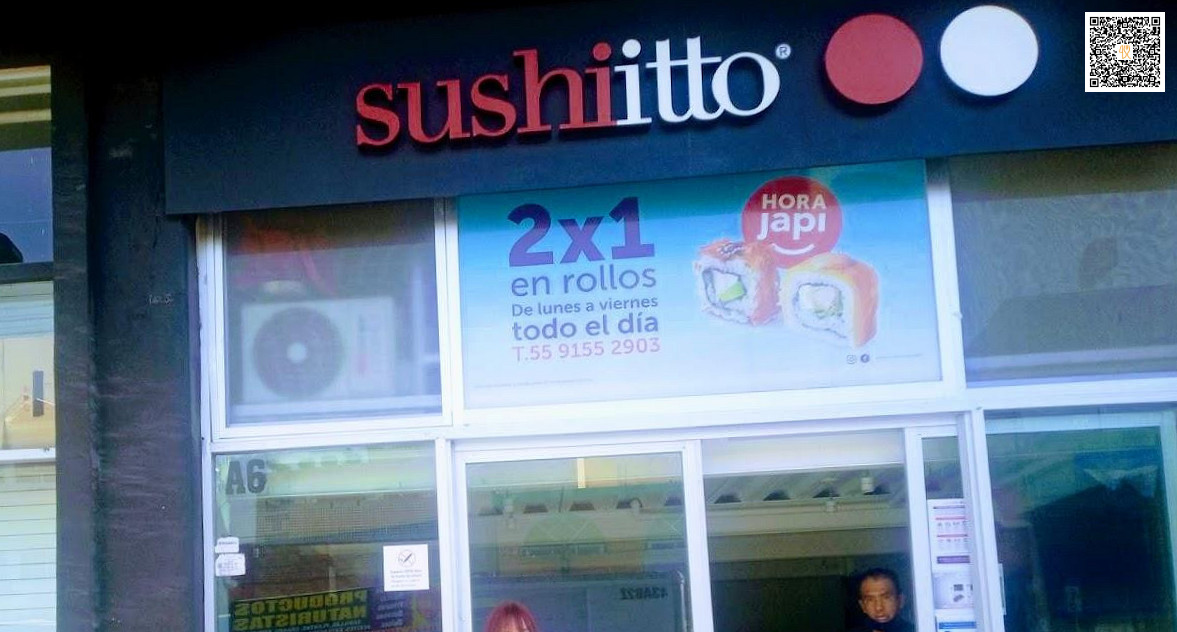 sushiitto®
HORA
japi
2x1
en rollos
De lunes a viernes
todo el día
T.55 9155 2903
A6
PRODUCTOS
NATURISTAS